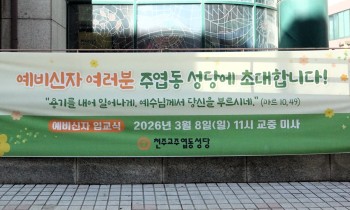 예비신자 여러분 주엽동 성당에 초대합니다!
"용기를 내어 일어나게. 예수님께서 당신을 부르시네." (마르 10,49)
예비신자 입교식 2026년 3월 8일(일) 11시 교중 미사
천주교주엽동성당